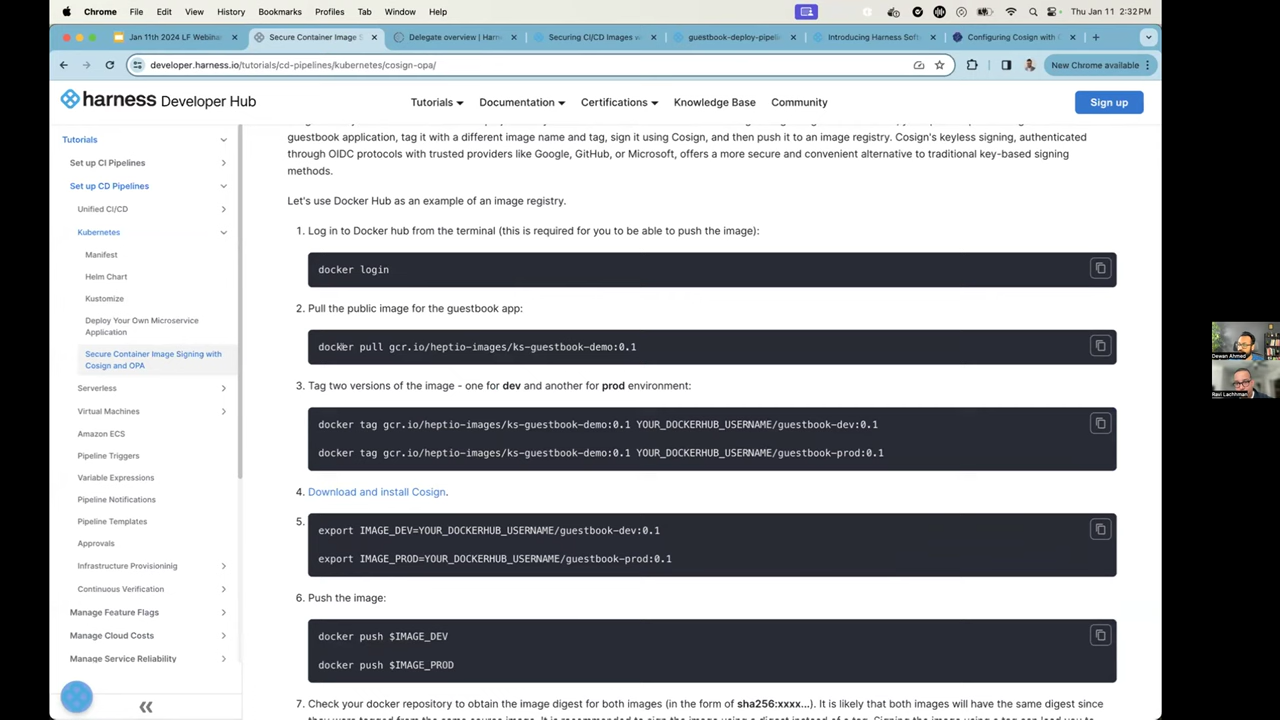 Chrome File Edit View History Bookmarks Profiles Tab Window Help Thu Jan 11 2:32 PM
Jan 11th 2024 LF Webina
Secure Container Image S
Delegate overview | Harn
Securing CI/CD Images w
guestbook-deploy-pipeli
Introducing Harness Soft
Configuring Cosign with
developer.harness.io/tutorials/cd-pipelines/kubernetes/cosign-opa/
New Chrome available
harness Developer Hub
Tutorials
Documentation
Certifications
Knowledge Base
Community
Sign up
Tutorials
Set up CI Pipelines
Set up CD Pipelines
Unified CI/CD
Kubernetes
Manifest
Helm Chart
Kustomize
Deploy Your Own Microservice
Application
Secure Container Image Signing with
Cosign and OPA
Serverless
Virtual Machines
Amazon ECS
Pipeline Triggers
Variable Expressions
Pipeline Notifications
Pipeline Templates
Approvals
Infrastructure Provisioning
Continuous Verification
Manage Feature Flags
Manage Cloud Costs
Manage Service Reliability
guestbook application, tag it with a different image name and tag, sign it using Cosign, and then push it to an image registry. Cosign's keyless signing, authenticated
through OIDC protocols with trusted providers like Google, GitHub, or Microsoft, offers a more secure and convenient alternative to traditional key-based signing
methods.
Let's use Docker Hub as an example of an image registry.
1. Log in to Docker hub from the terminal (this is required for you to be able to push the image):
docker login
2. Pull the public image for the guestbook app:
docker pull gcr.io/heptio-images/ks-guestbook-demo:0.1
3. Tag two versions of the image - one for dev and another for prod environment:
docker tag gcr.io/heptio-images/ks-guestbook-demo:0.1 YOUR_DOCKERHUB_USERNAME/guestbook-dev:0.1
docker tag gcr.io/heptio-images/ks-guestbook-demo:0.1 YOUR_DOCKERHUB_USERNAME/guestbook-prod:0.1
4. Download and install Cosign.
5.
export IMAGE_DEV=YOUR_DOCKERHUB_USERNAME/guestbook-dev:0.1
export IMAGE_PROD=YOUR_DOCKERHUB_USERNAME/guestbook-prod:0.1
6. Push the image:
docker push $IMAGE_DEV
docker push $IMAGE_PROD
7. Check your docker repository to obtain the image digest for both images (in the form of sha256:xxxx...). It is likely that both images will have the same digest since
Dewan Ahmed
Ravi Lachhman